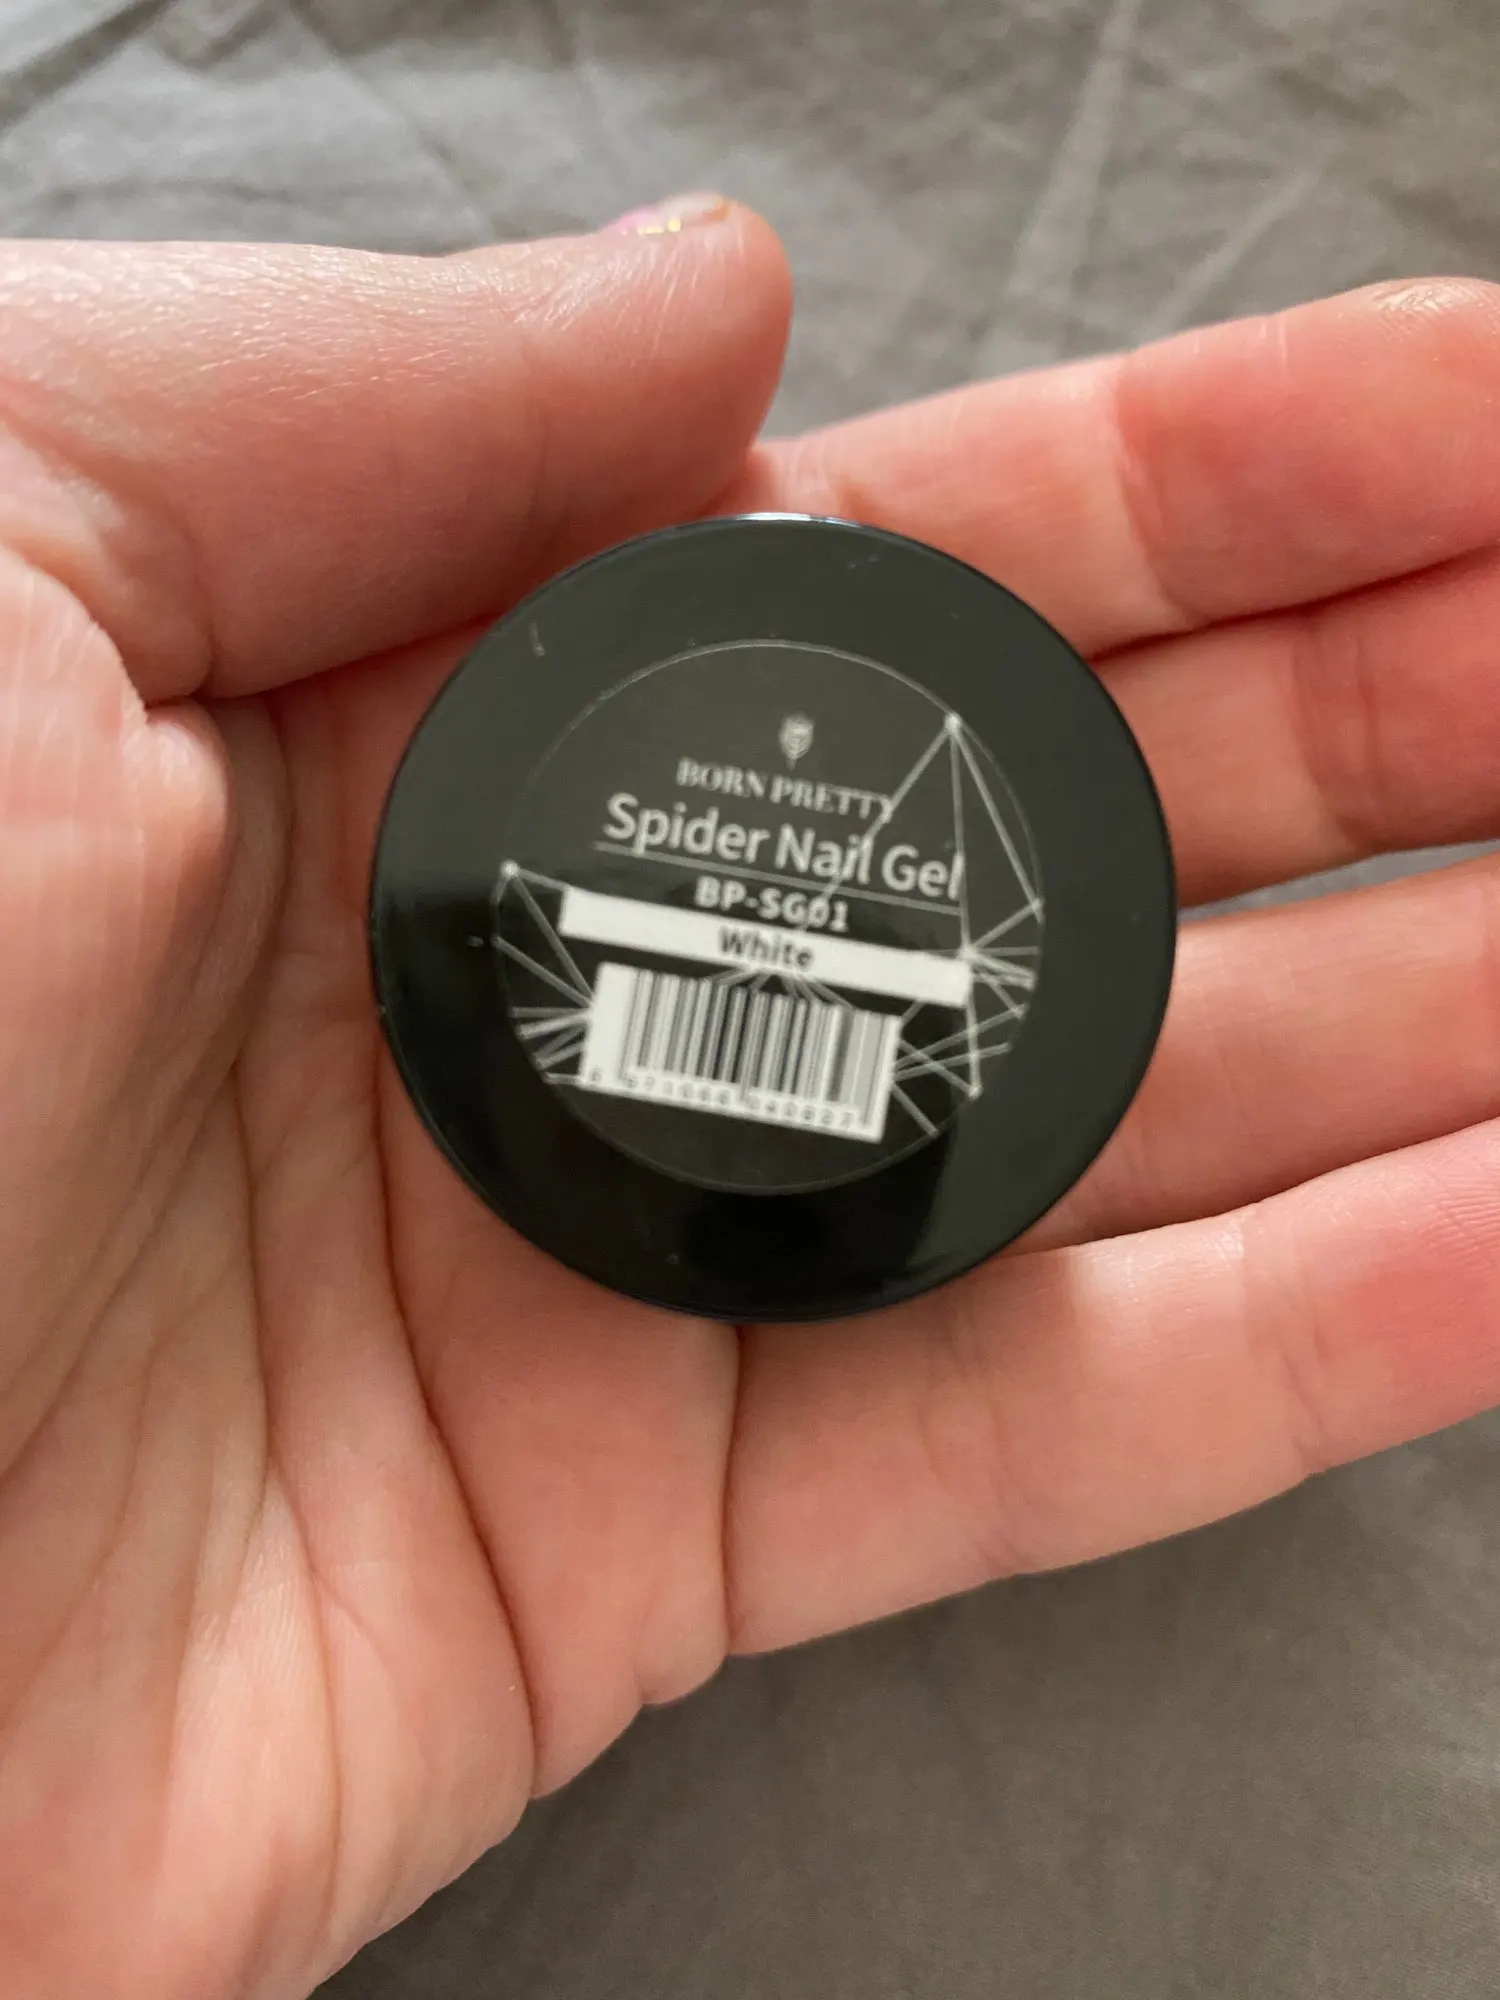 BORN PRETTY
Spider Nail Gel
BP-SG01
White